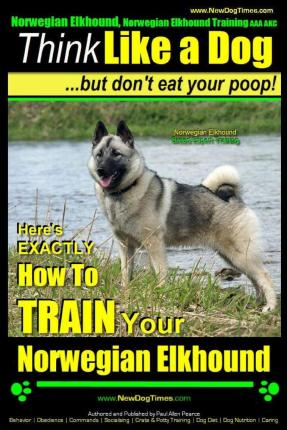 www.NewDogTimes.com
Norwegian Elkhound, Norwegian Elkhound Training AAA AKC
Think Like a Dog
...but don't eat your poop!
Norwegian Elkhound
Here's
EXACTLY
How To
TRAIN Your
Norwegian Elkhound
www.NewDogTimes.com
Authored and Published by Paul Allen Pearce
Behavior | Obedience | Commands | Socializing | Crate & Potty Training | Dog Diet | Dog Nutrition | Caring